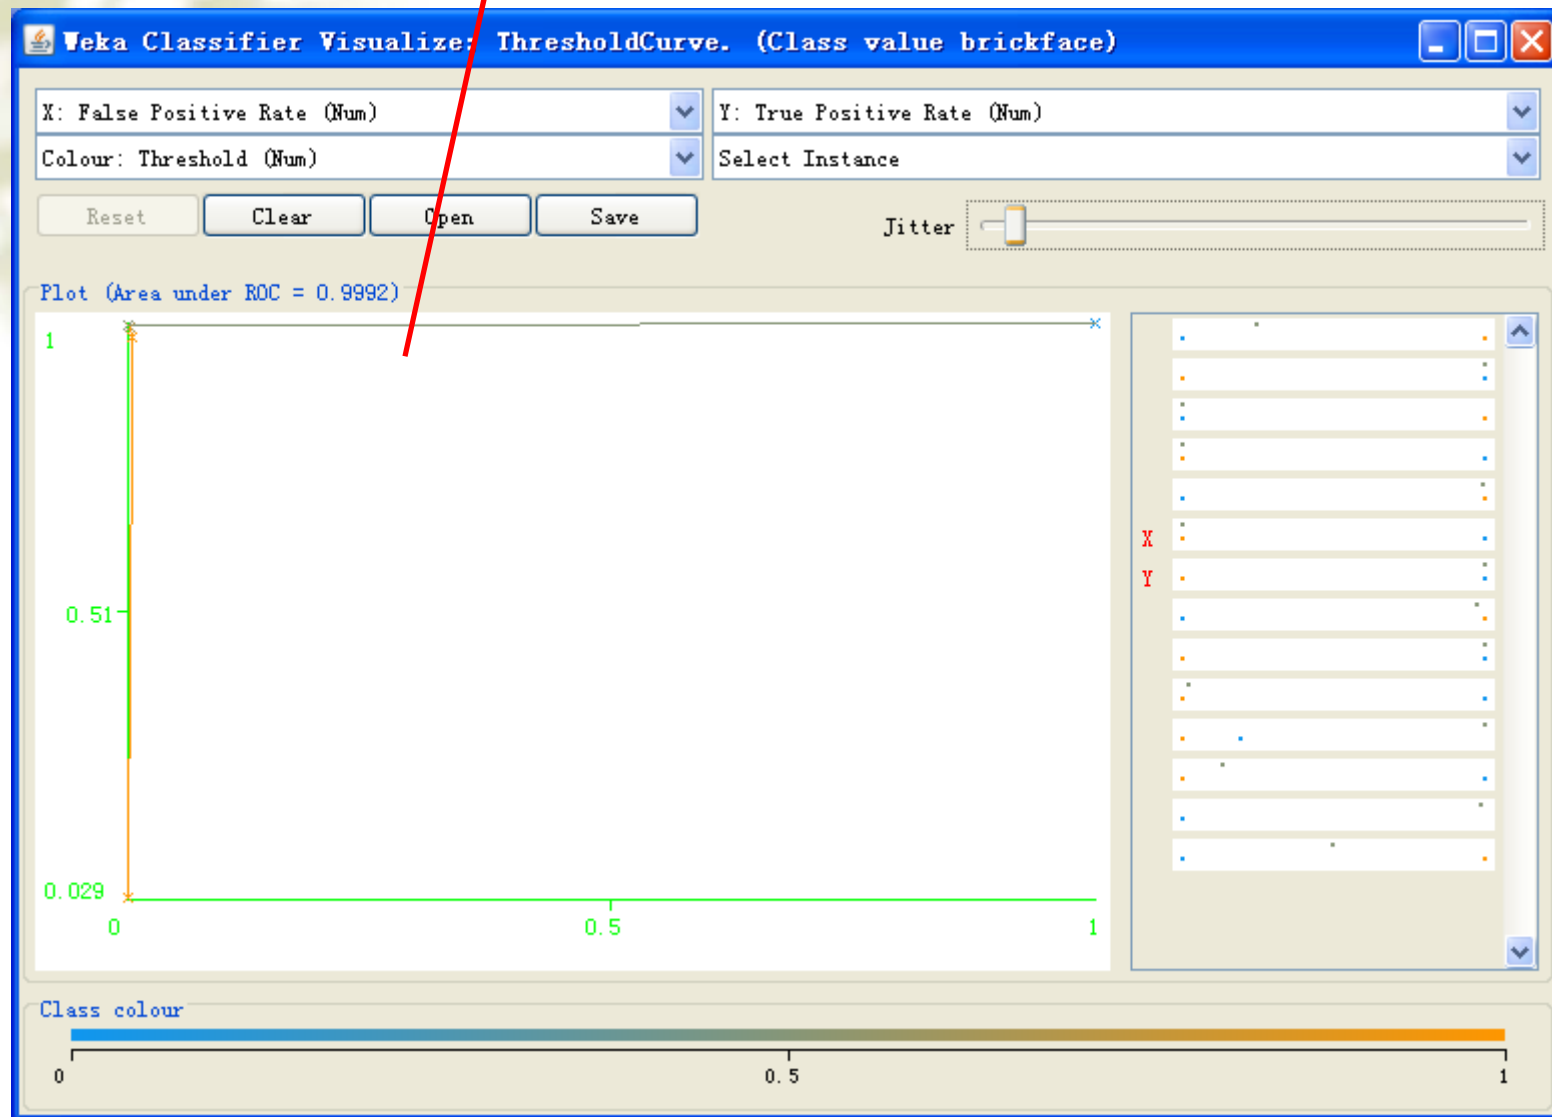 Weka Classifier Visualize: ThresholdCurve. (Class value brickface)
X: False Positive Rate (Num)
Y: True Positive Rate (Num)
Colour: Threshold (Num)
Select Instance
Reset
Clear
Open
Save
Jitter
Plot (Area under ROC = 0.9992)
1
X
Y
0.51
0.029
0
0.5
1
Class colour
0
0.5
1